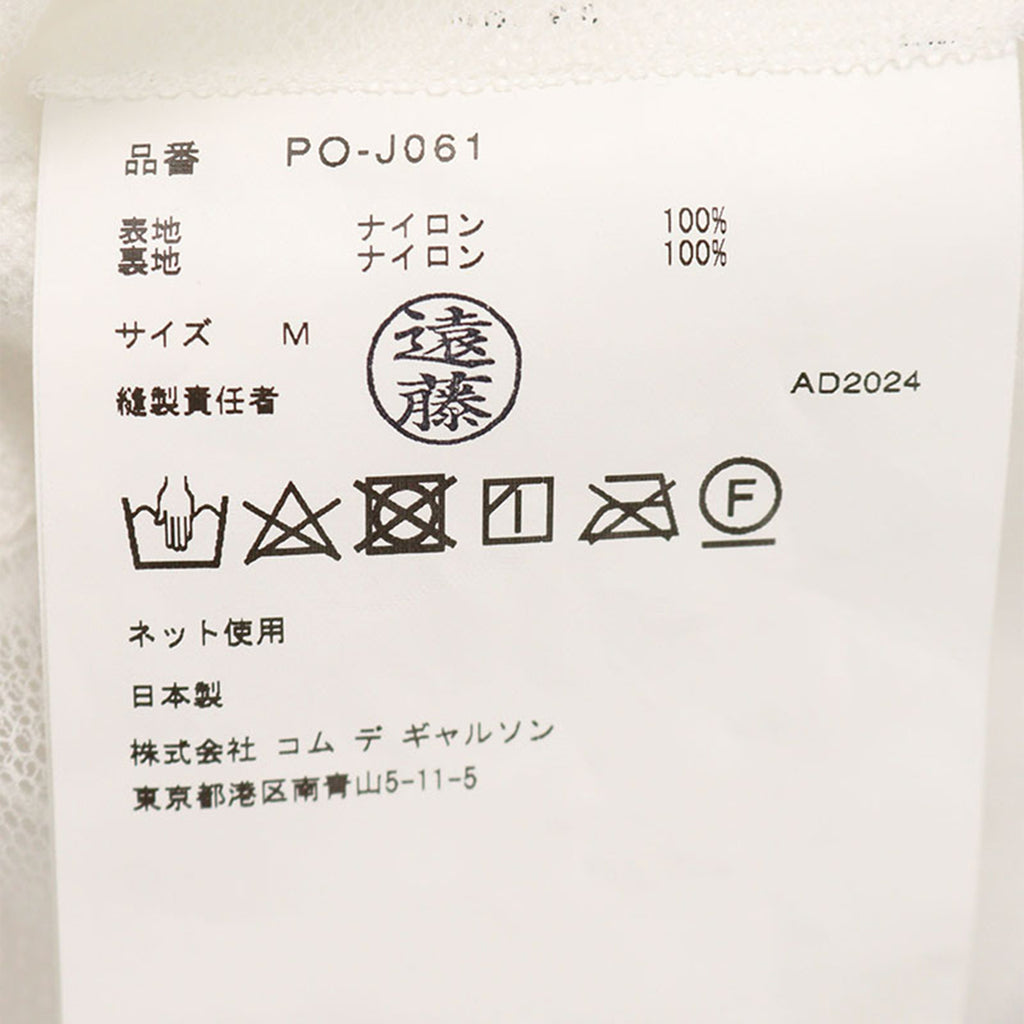 品番 PO-J061
表地 ナイロン 100%
裏地 ナイロン 100%
サイズ M
縫製責任者 遠藤
AD2024
F
ネット使用
日本製
株式会社 コム デ ギャルソン
東京都港区南青山5-11-5